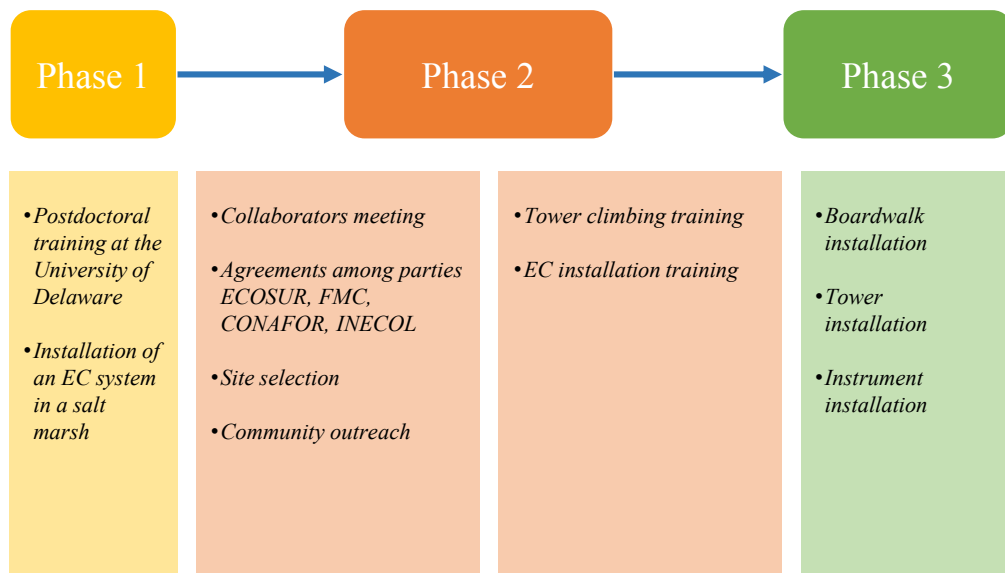 Phase 1
Phase 2
Phase 3
•Postdoctoral
training at the
University of
Delaware
•Installation of
an EC system
in a salt
marsh
•Collaborators meeting
•Agreements among parties
ECOSUR, FMC,
CONAFOR, INECOL
•Site selection
•Community outreach
•Tower climbing training
•EC installation training
•Boardwalk
installation
•Tower
installation
•Instrument
installation